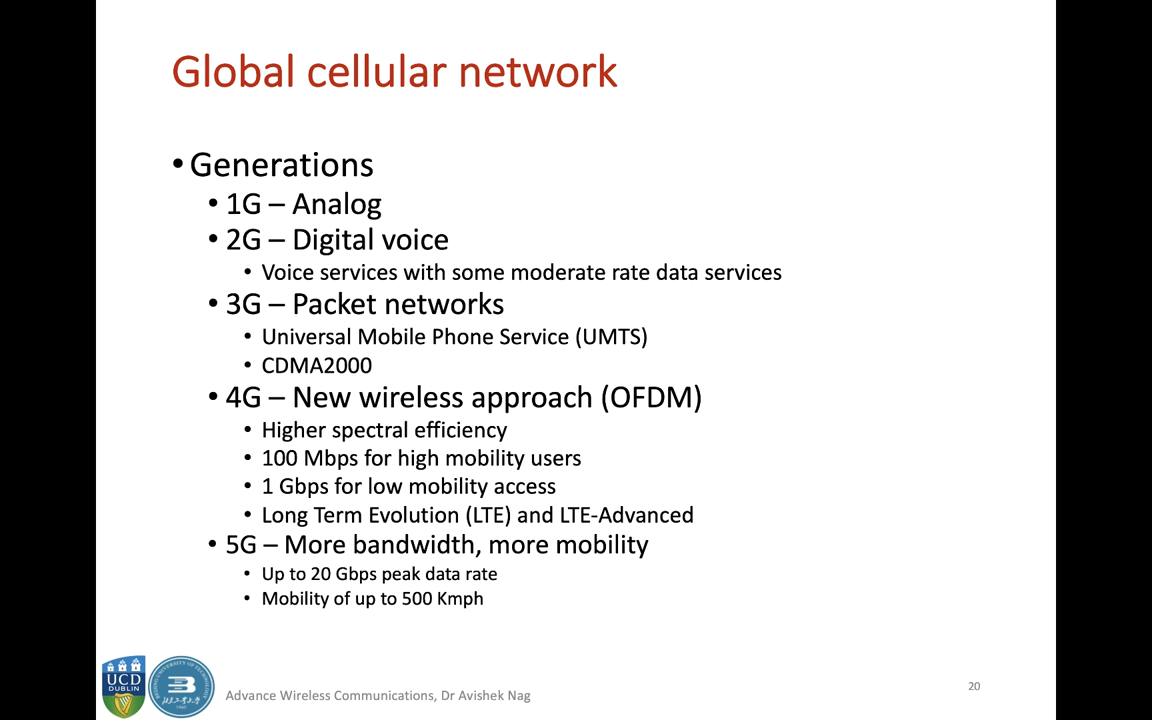 Global cellular network
• Generations
• 1G – Analog
• 2G – Digital voice
• Voice services with some moderate rate data services
• 3G – Packet networks
• Universal Mobile Phone Service (UMTS)
• CDMA2000
• 4G – New wireless approach (OFDM)
• Higher spectral efficiency
• 100 Mbps for high mobility users
• 1 Gbps for low mobility access
• Long Term Evolution (LTE) and LTE-Advanced
• 5G – More bandwidth, more mobility
• Up to 20 Gbps peak data rate
• Mobility of up to 500 Kmph
UCD
DUBLIN
Advance Wireless Communications, Dr Avishek Nag
20